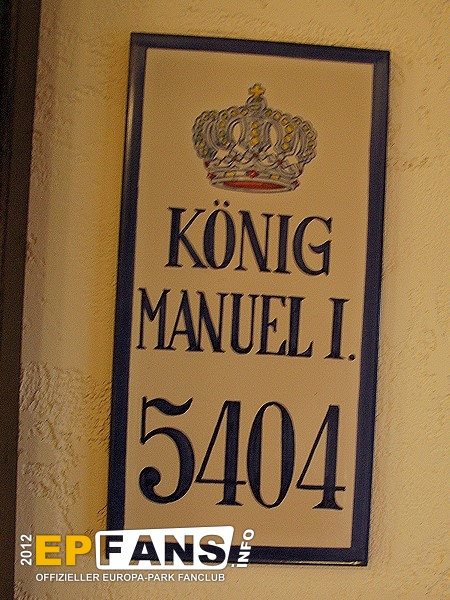 KÖNIG
MANUEL I.
5404
2012
EPFANS.INFO
OFFIZIELLER EUROPA-PARK FANCLUB